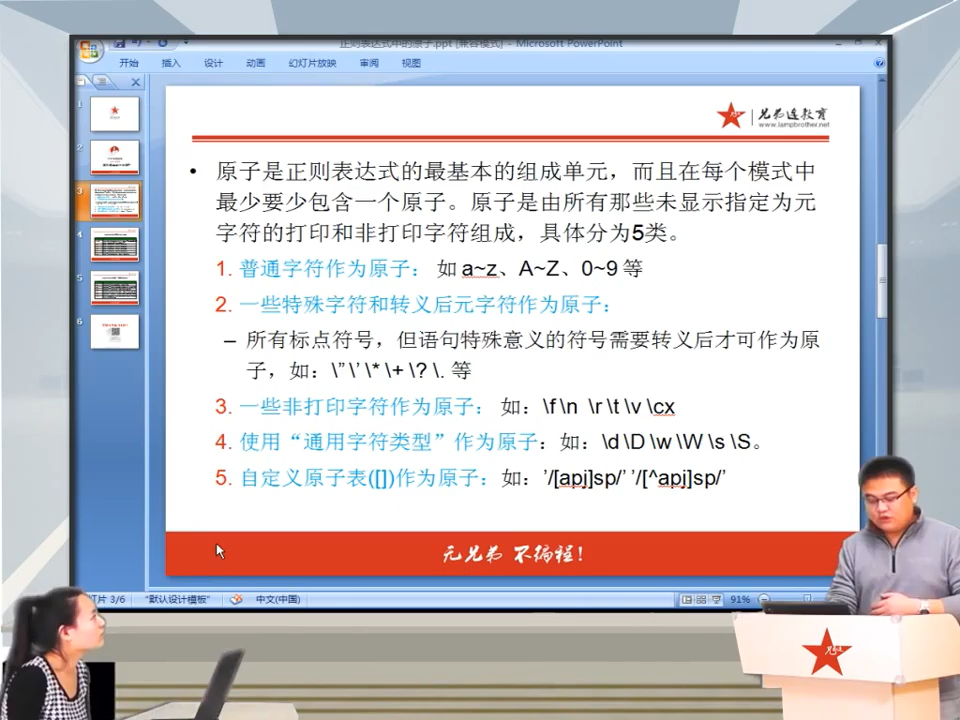 正则表达式中的原子.ppt [兼容模式] - Microsoft PowerPoint
开始 插入 设计 动画 幻灯片放映 审阅 视图
兄弟连教育
www.lampbrother.net
• 原子是正则表达式的最基本的组成单元，而且在每个模式中
最少要少包含一个原子。原子是由所有那些未显示指定为元
字符的打印和非打印字符组成，具体分为5类。
1. 普通字符作为原子： 如 a~z、A~Z、0~9 等
2. 一些特殊字符和转义后元字符作为原子：
– 所有标点符号，但语句特殊意义的符号需要转义后才可作为原
子，如：\” \’ \* \+ \? \. 等
3. 一些非打印字符作为原子： 如：\f \n \r \t \v \cx
4. 使用“通用字符类型”作为原子：如：\d \D \w \W \s \S。
5. 自定义原子表([])作为原子：如：’/[apj]sp/’ ’/[^apj]sp/’
无兄弟 不编程！
1
2
3
4
5
6
灯片 3/6 “默认设计模板” 中文(中国) 91%